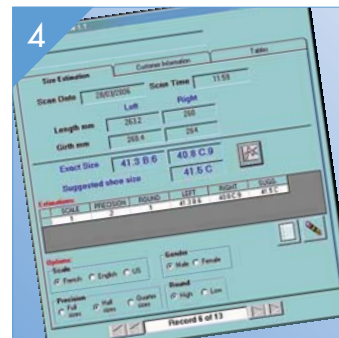 4
Size Estimation
Customer Information
Tables
Scan Date 28/03/2006 Scan Time 11:59
Left Right
Length mm 263.2 260
Girth mm 268.4 264
Exact Size 41.3 B.6 40.8 C.9
Suggested shoe size 41.5 C
Estimations
SCALE PRECISION ROUND LEFT RIGHT SUGG.
1 2 1 41.3 B.6 40.8 C.9 41.5 C
Options:
Scale
French English US
Gender
Male Female
Precision
Full sizes Half sizes Quarter sizes
Round
High Low
Record 6 of 13